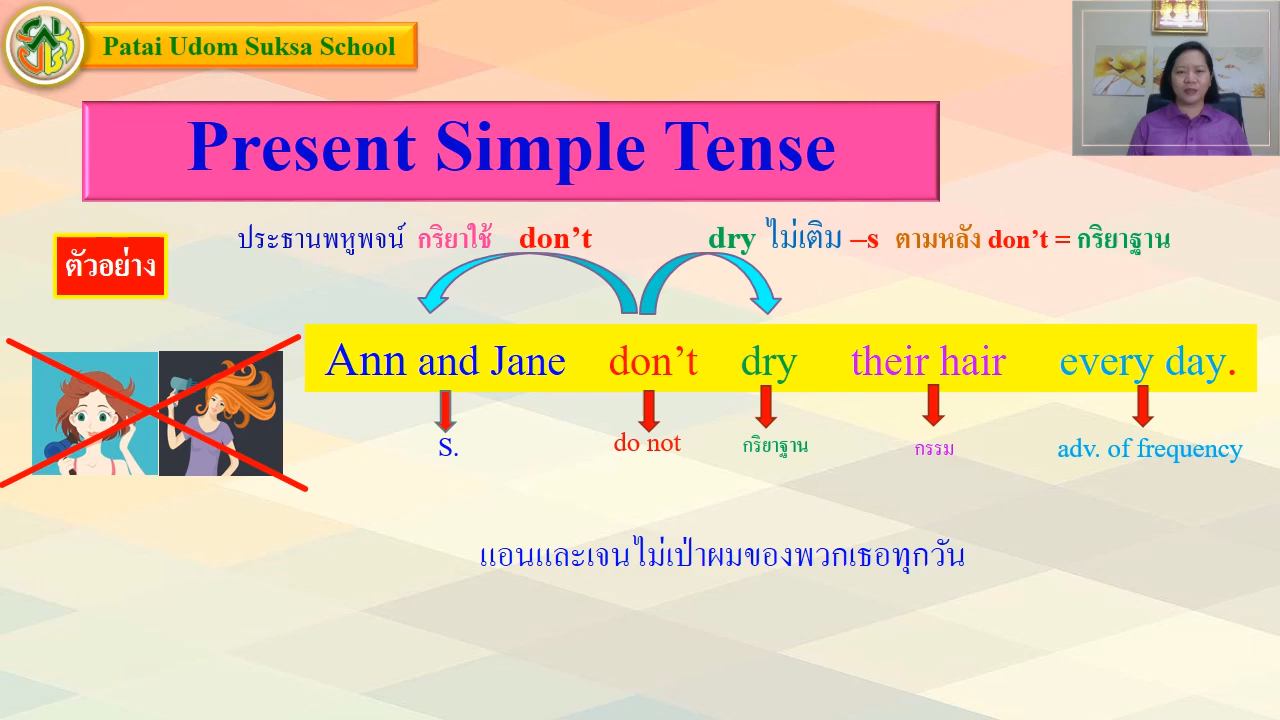 Patai Udom Suksa School
Present Simple Tense
ตัวอย่าง
ประธานพหูพจน์ กริยาใช้ don’t dry ไม่เติม –s ตามหลัง don’t = กริยาฐาน
Ann and Jane don’t dry their hair every day.
S. do not กริยาฐาน กรรม adv. of frequency
แอนและเจนไม่เป่าผมของพวกเธอทุกวัน